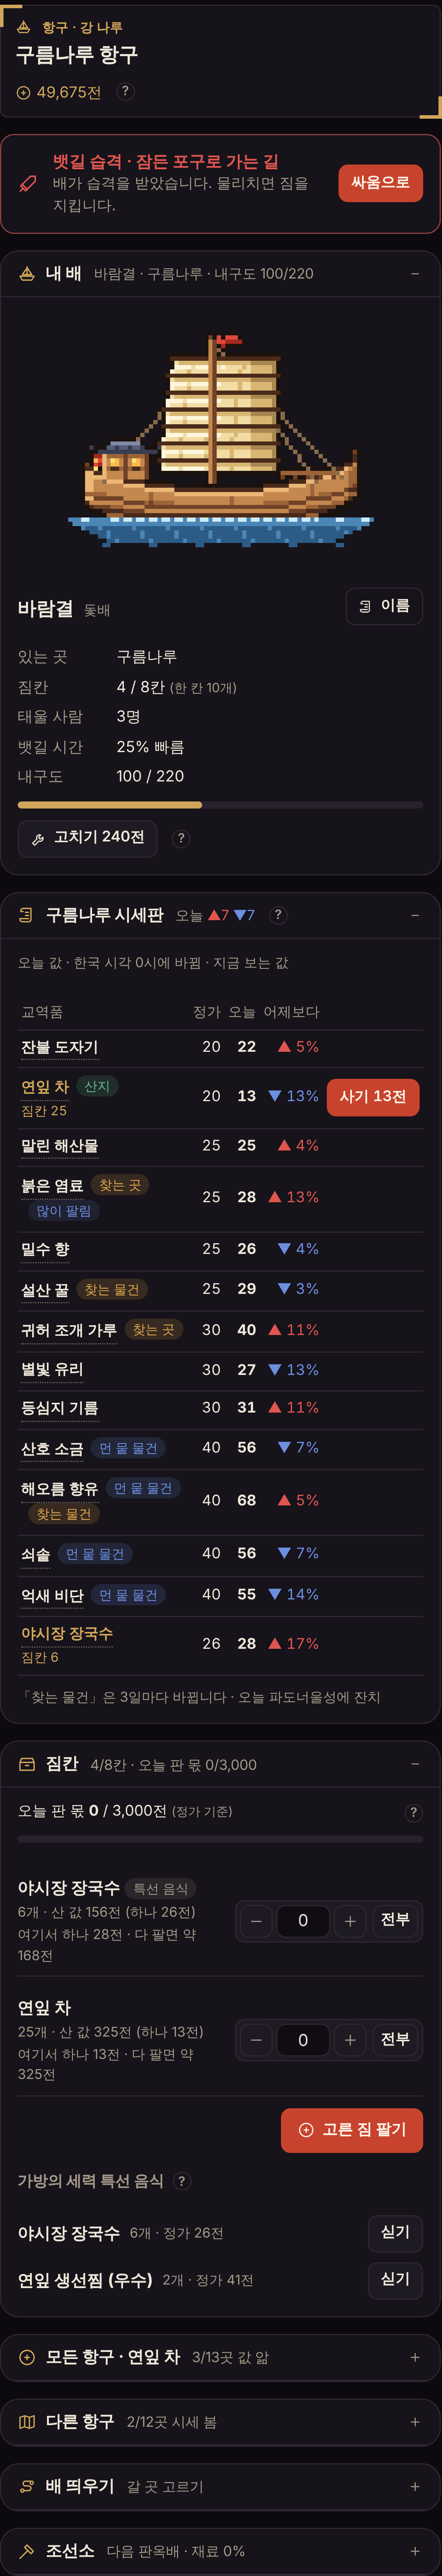 항구 · 강 나루
구름나루 항구
49,675전 ?
뱃길 습격 · 잠든 포구로 가는 길
배가 습격을 받았습니다. 물리치면 짐을
지킵니다.
싸움으로
내 배 바람결 · 구름나루 · 내구도 100/220 −
바람결 돛배 이름
있는 곳 구름나루
짐칸 4 / 8칸 (한 칸 10개)
태울 사람 3명
뱃길 시간 25% 빠름
내구도 100 / 220
고치기 240전 ?
구름나루 시세판 오늘 ▲7 ▼7 ? −
오늘 값 · 한국 시각 0시에 바뀜 · 지금 보는 값
교역품 정가 오늘 어제보다
잔불 도자기 20 22 ▲ 5%
연잎 차 산지 20 13 ▼ 13% 사기 13전
짐칸 25
말린 해산물 25 25 ▲ 4%
붉은 염료 찾는 곳 25 28 ▲ 13%
많이 팔림
밀수 향 25 26 ▼ 4%
설산 꿀 찾는 물건 25 29 ▼ 3%
귀허 조개 가루 찾는 곳 30 40 ▲ 11%
별빛 유리 30 27 ▼ 13%
등심지 기름 30 31 ▲ 11%
산호 소금 먼 뭍 물건 40 56 ▼ 7%
해오름 향유 먼 뭍 물건 40 68 ▲ 5%
찾는 물건
쇠솔 먼 뭍 물건 40 56 ▼ 7%
억새 비단 먼 뭍 물건 40 55 ▼ 14%
야시장 장국수 26 28 ▲ 17%
짐칸 6
「찾는 물건」은 3일마다 바뀝니다 · 오늘 파도너울성에 잔치
짐칸 4/8칸 · 오늘 판 몫 0/3,000 −
오늘 판 몫 0 / 3,000전 (정가 기준) ?
야시장 장국수 특선 음식
6개 · 산 값 156전 (하나 26전)
여기서 하나 28전 · 다 팔면 약
168전
− 0 + 전부
연잎 차
25개 · 산 값 325전 (하나 13전)
여기서 하나 13전 · 다 팔면 약
325전
− 0 + 전부
고른 짐 팔기
가방의 세력 특선 음식 ?
야시장 장국수 6개 · 정가 26전 싣기
연잎 생선찜 (우수) 2개 · 정가 41전 싣기
모든 항구 · 연잎 차 3/13곳 값 앎 +
다른 항구 2/12곳 시세 봄 +
배 띄우기 갈 곳 고르기 +
조선소 다음 판옥배 · 재료 0% +